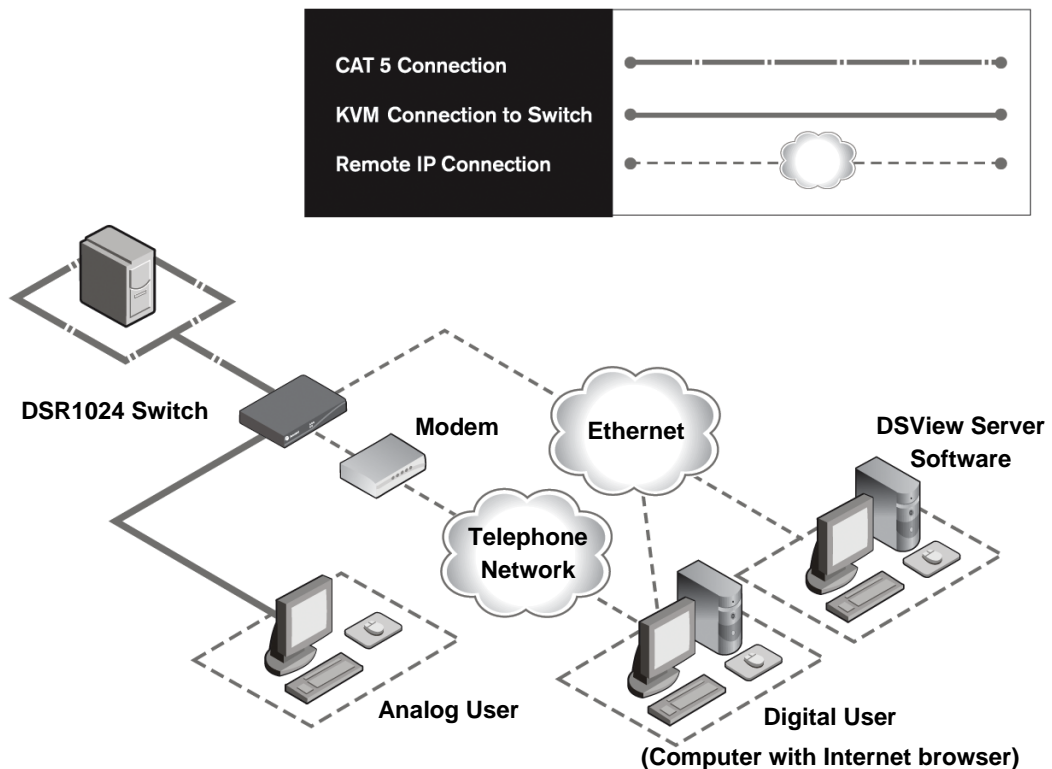 CAT 5 Connection
KVM Connection to Switch
Remote IP Connection
DSR1024 Switch
Modem
Ethernet
DSView Server
Software
Telephone
Network
Analog User
Digital User
(Computer with Internet browser)